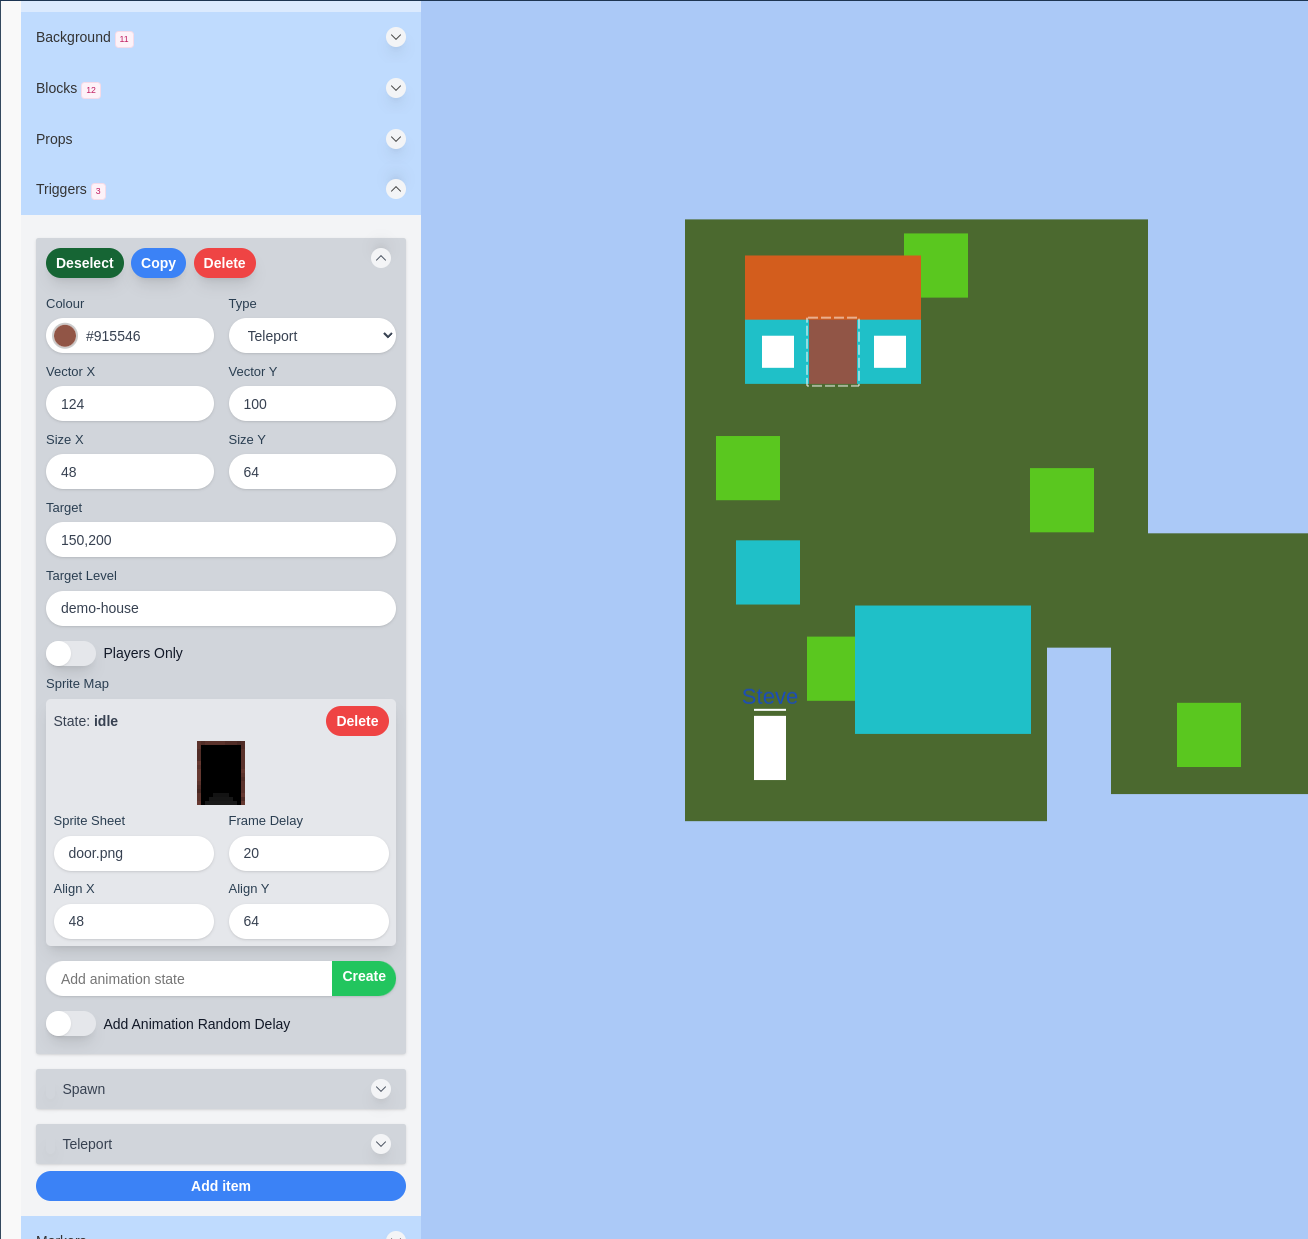 Background 11
Blocks 12
Props
Triggers 3
Deselect Copy Delete
Colour Type
#915546 Teleport
Vector X Vector Y
124 100
Size X Size Y
48 64
Target
150,200
Target Level
demo-house
Players Only
Sprite Map
State: idle Delete
Sprite Sheet Frame Delay
door.png 20
Align X Align Y
48 64
Add animation state Create
Add Animation Random Delay
Spawn
Teleport
Add item
Markers
Steve